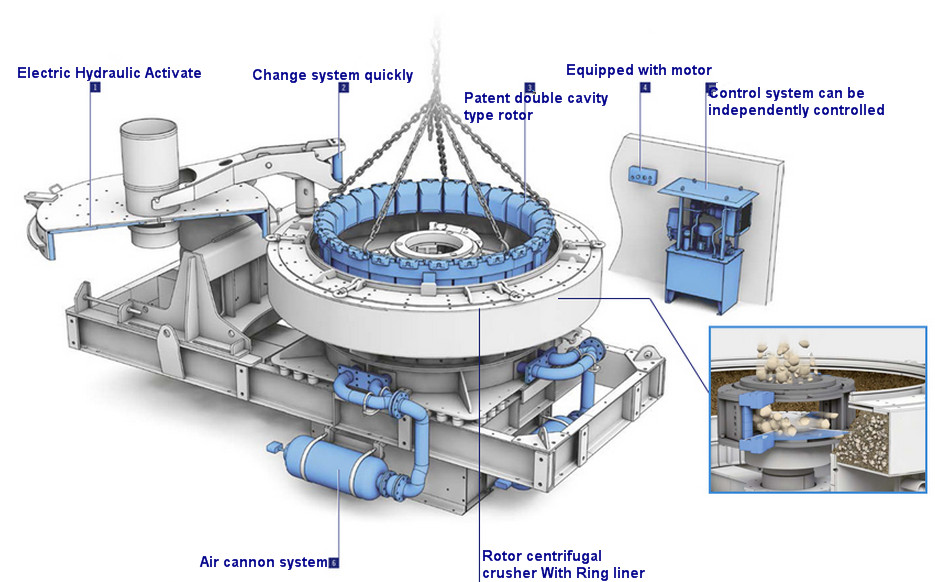 Electric Hydraulic Activate
1
Change system quickly
2
Patent double cavity
type rotor
3
Equipped with motor
4
Control system can be
independently controlled
Air cannon system
6
Rotor centrifugal
crusher With Ring liner